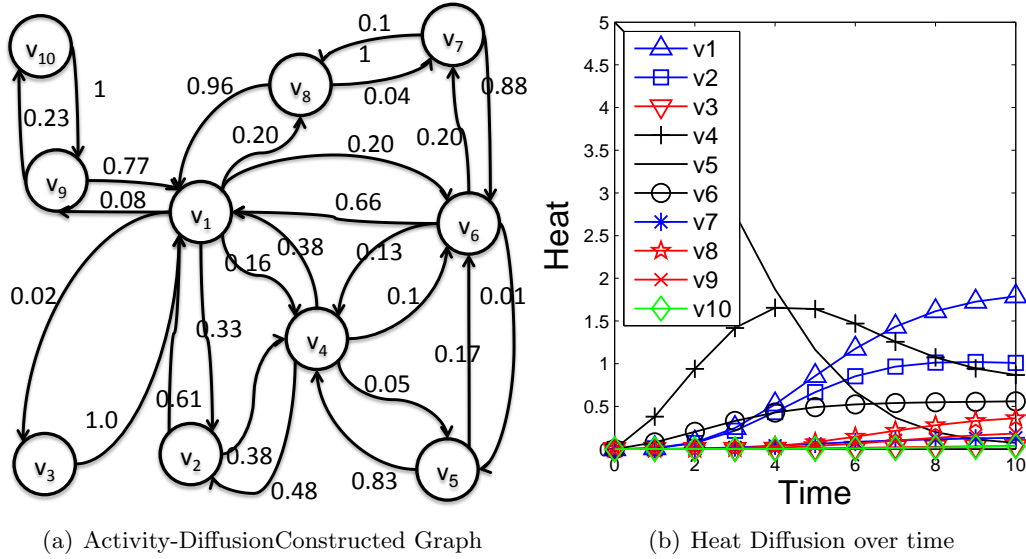 v10
0.1
v7
1
1
v8
0.88
0.96
0.04
0.23
0.20
0.20
0.20
v9
0.77
0.08
v1
0.66
v6
0.38
0.13
0.16
0.02
0.33
v4
0.1
0.01
0.17
0.05
1.0
0.61
v3
v2
0.38
v5
0.48
0.83
(a) Activity-DiffusionConstructed Graph
5
4.5
4
3.5
3
2.5
2
1.5
1
0.5
0
Heat
v1
v2
v3
v4
v5
v6
v7
v8
v9
v10
0 2 4 6 8 10
Time
(b) Heat Diffusion over time